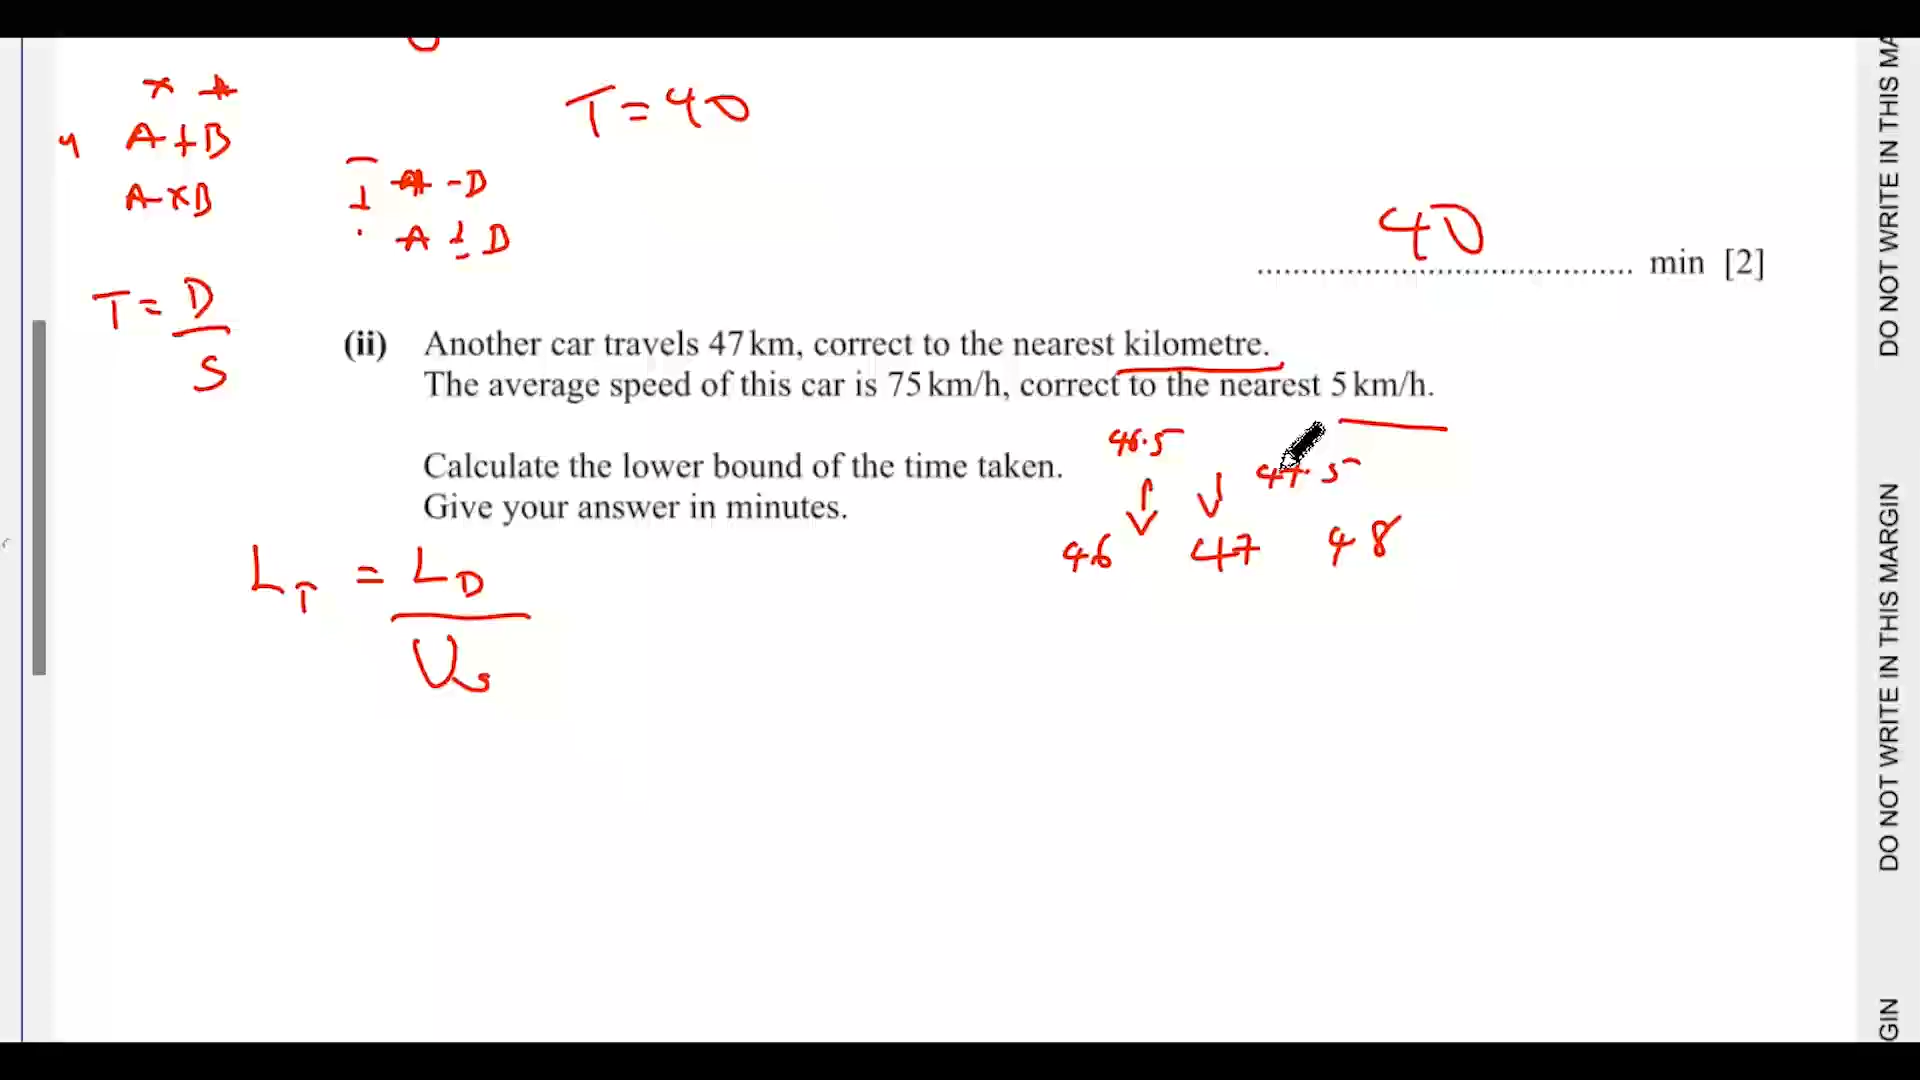 T = 40
A + B
A × B
- D
A ÷ B
40
min [2]
T = D
S
(ii) Another car travels 47 km, correct to the nearest kilometre.
The average speed of this car is 75 km/h, correct to the nearest 5 km/h.
46.5
47.5
Calculate the lower bound of the time taken.
Give your answer in minutes.
46 47 48
L_T = L_D
U_s
DO NOT WRITE IN THIS MA
DO NOT WRITE IN THIS MARGIN
GIN